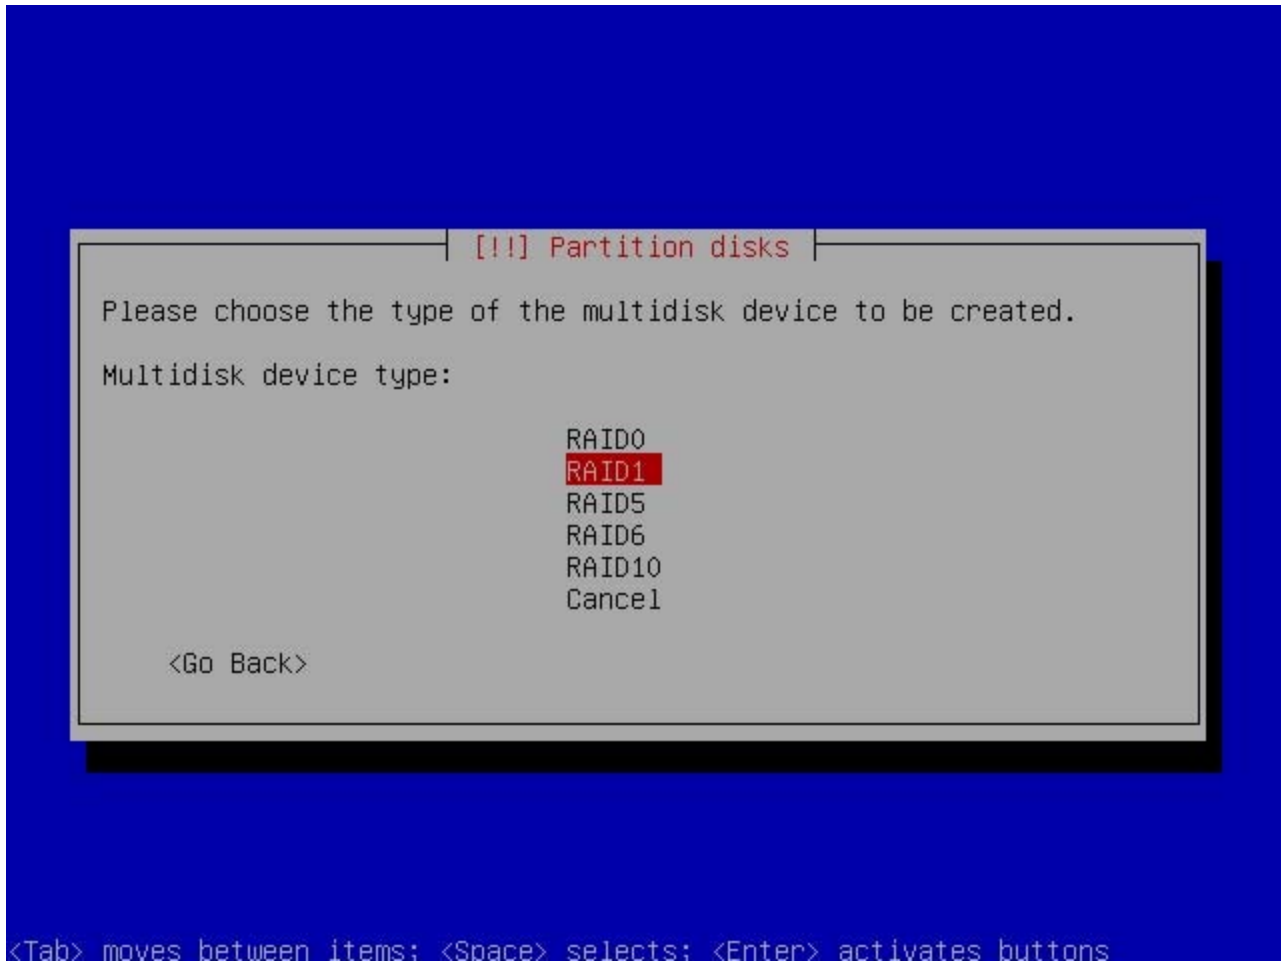 [!!] Partition disks
Please choose the type of the multidisk device to be created.
Multidisk device type:
RAID0
RAID1
RAID5
RAID6
RAID10
Cancel
<Go Back>
<Tab> moves between items; <Space> selects; <Enter> activates buttons